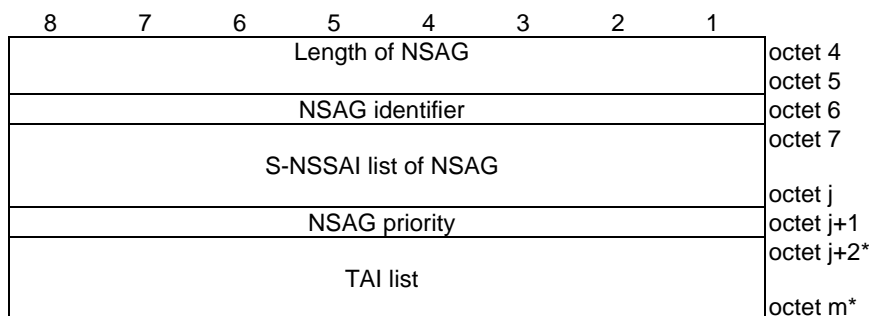 8 7 6 5 4 3 2 1
Length of NSAG octet 4
octet 5
NSAG identifier octet 6
octet 7
S-NSSAI list of NSAG
octet j
NSAG priority octet j+1
octet j+2*
TAI list
octet m*